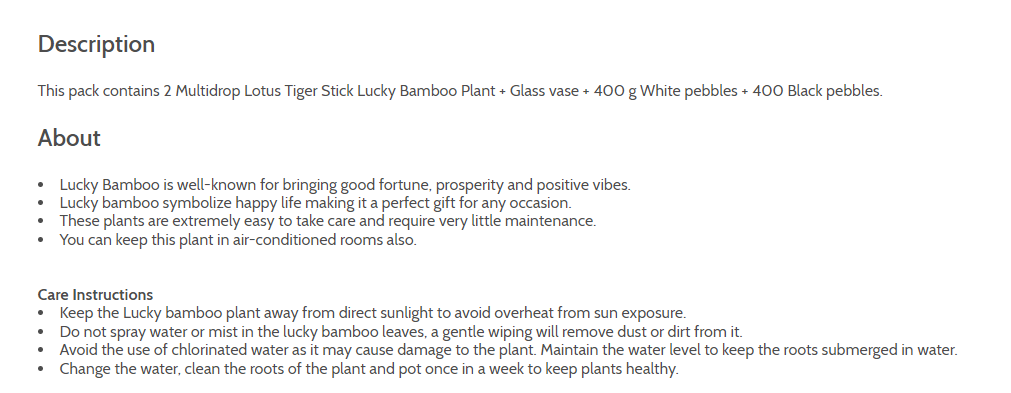 Description
This pack contains 2 Multidrop Lotus Tiger Stick Lucky Bamboo Plant + Glass vase + 400 g White pebbles + 400 Black pebbles.
About
• Lucky Bamboo is well-known for bringing good fortune, prosperity and positive vibes.
• Lucky bamboo symbolize happy life making it a perfect gift for any occasion.
• These plants are extremely easy to take care and require very little maintenance.
• You can keep this plant in air-conditioned rooms also.
Care Instructions
• Keep the Lucky bamboo plant away from direct sunlight to avoid overheat from sun exposure.
• Do not spray water or mist in the lucky bamboo leaves, a gentle wiping will remove dust or dirt from it.
• Avoid the use of chlorinated water as it may cause damage to the plant. Maintain the water level to keep the roots submerged in water.
• Change the water, clean the roots of the plant and pot once in a week to keep plants healthy.